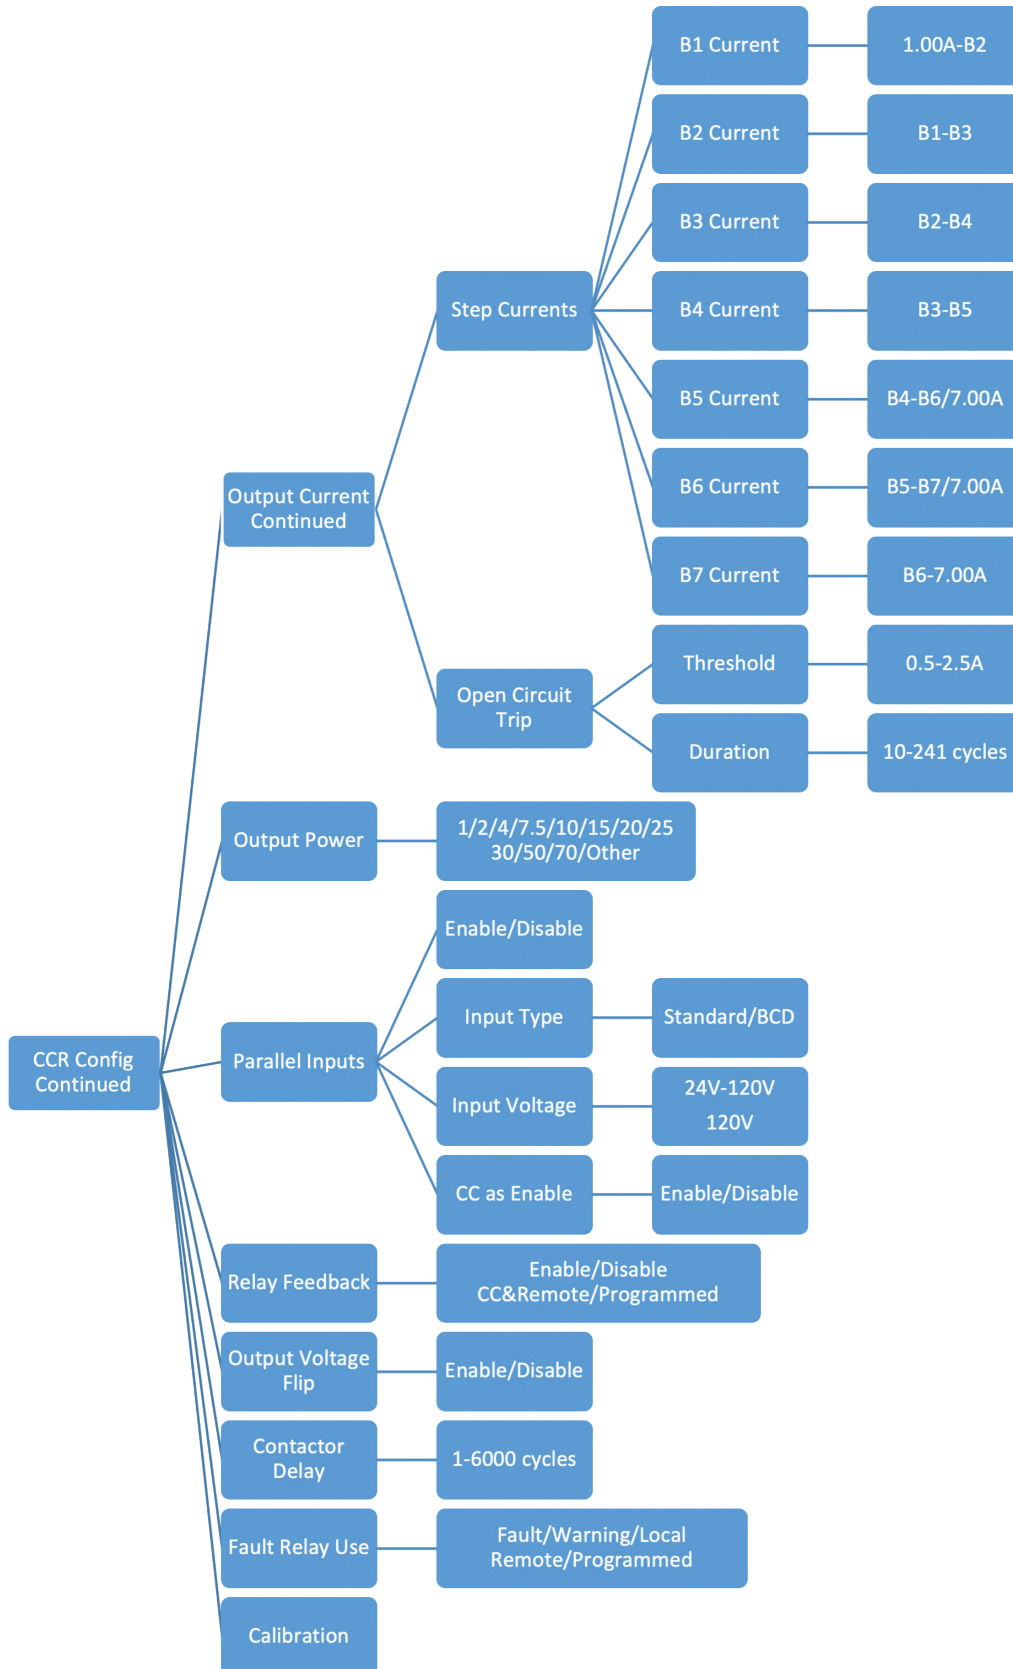 B1 Current
1.00A-B2
B2 Current
B1-B3
B3 Current
B2-B4
Step Currents
B4 Current
B3-B5
B5 Current
B4-B6/7.00A
B6 Current
B5-B7/7.00A
Output Current
Continued
B7 Current
B6-7.00A
Threshold
0.5-2.5A
Open Circuit
Trip
Duration
10-241 cycles
Output Power
1/2/4/7.5/10/15/20/25
30/50/70/Other
Enable/Disable
Input Type
Standard/BCD
CCR Config
Continued
Parallel Inputs
Input Voltage
24V-120V
120V
CC as Enable
Enable/Disable
Relay Feedback
Enable/Disable
CC&Remote/Programmed
Output Voltage
Flip
Enable/Disable
Contactor
Delay
1-6000 cycles
Fault Relay Use
Fault/Warning/Local
Remote/Programmed
Calibration